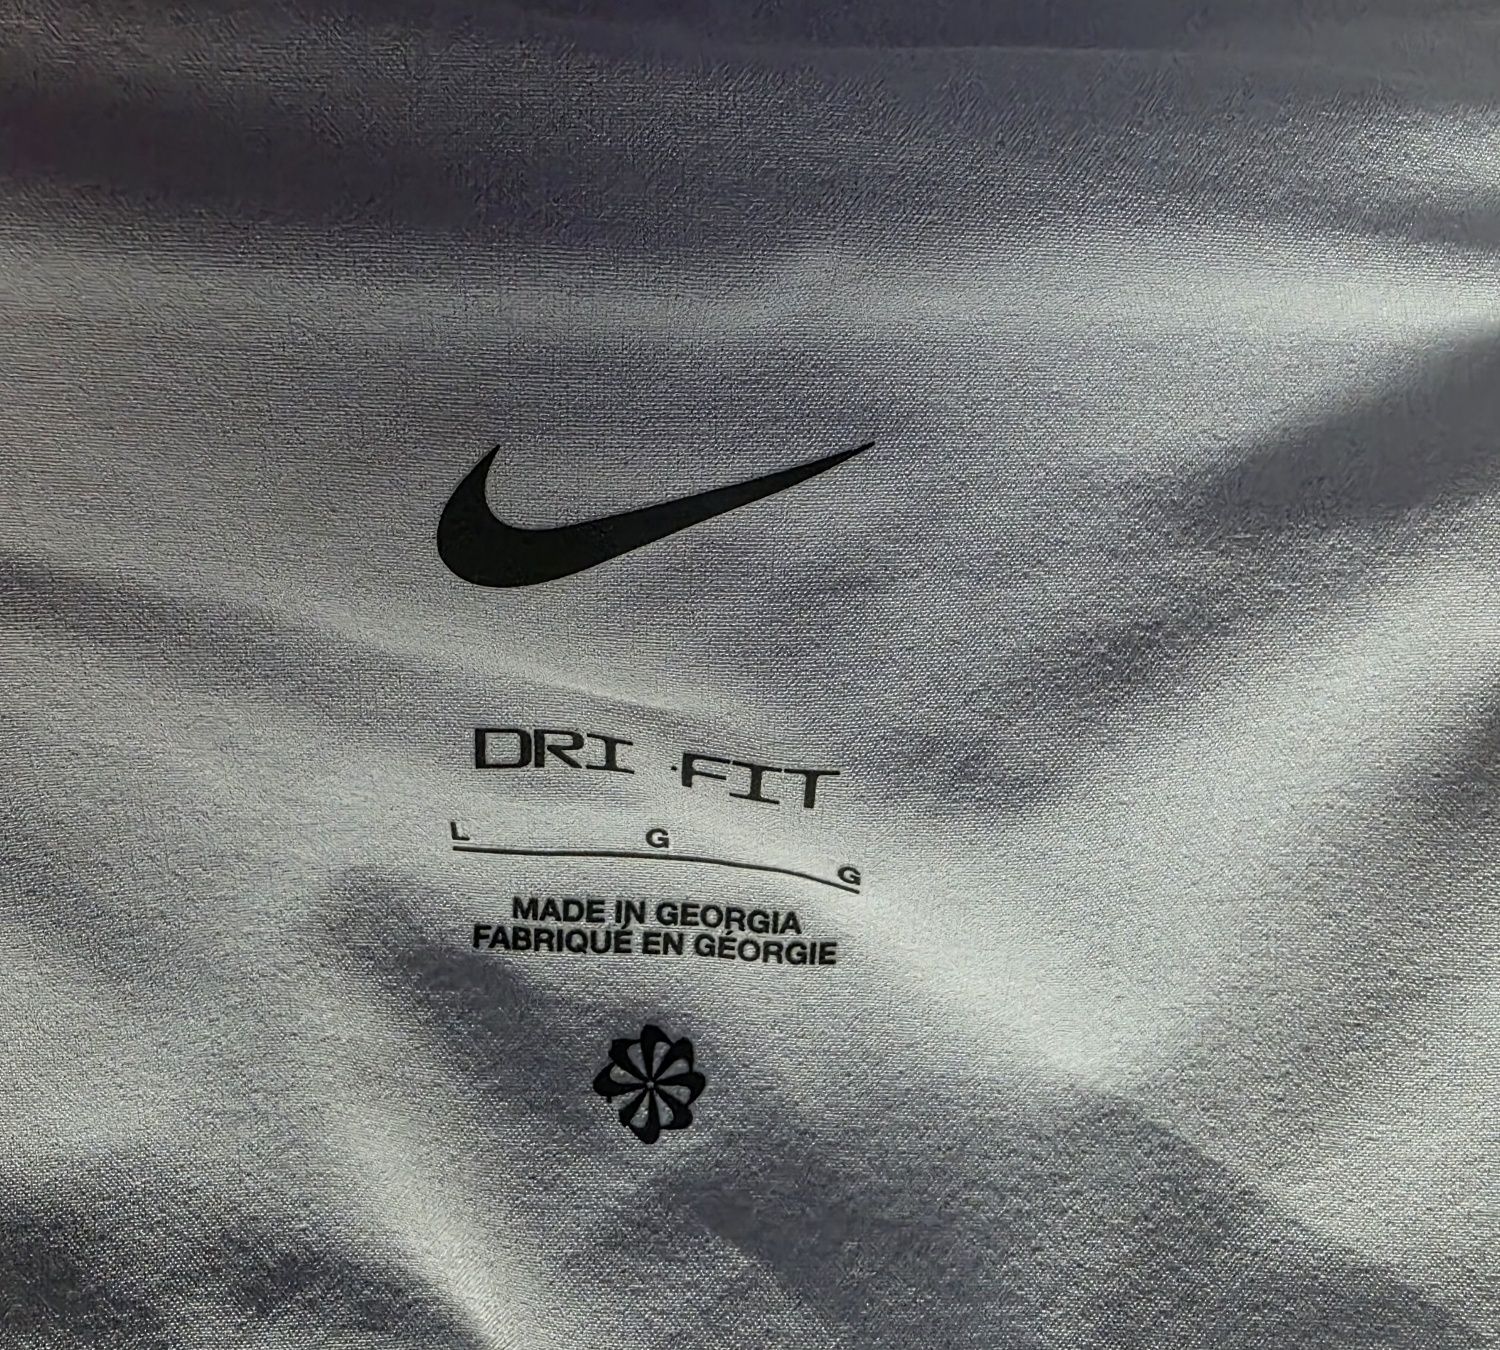 DRI-FIT
L G G
MADE IN GEORGIA
FABRIQUÉ EN GÉORGIE